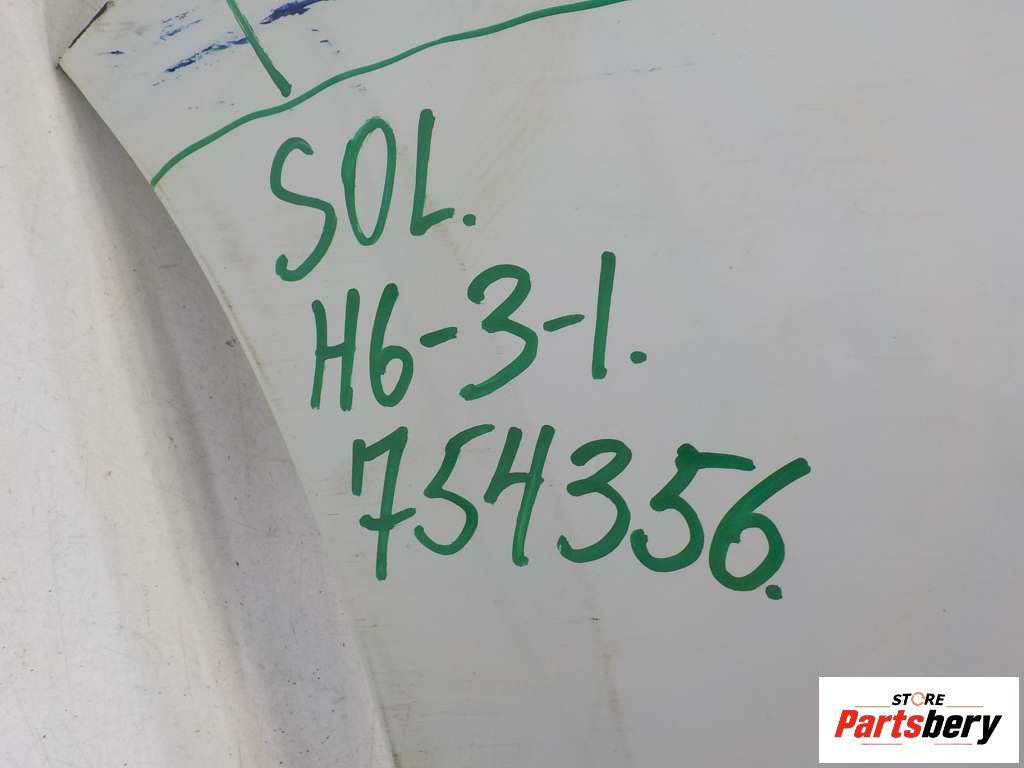 SOL.
H6-3-1.
754356.
STORE
Partsbery